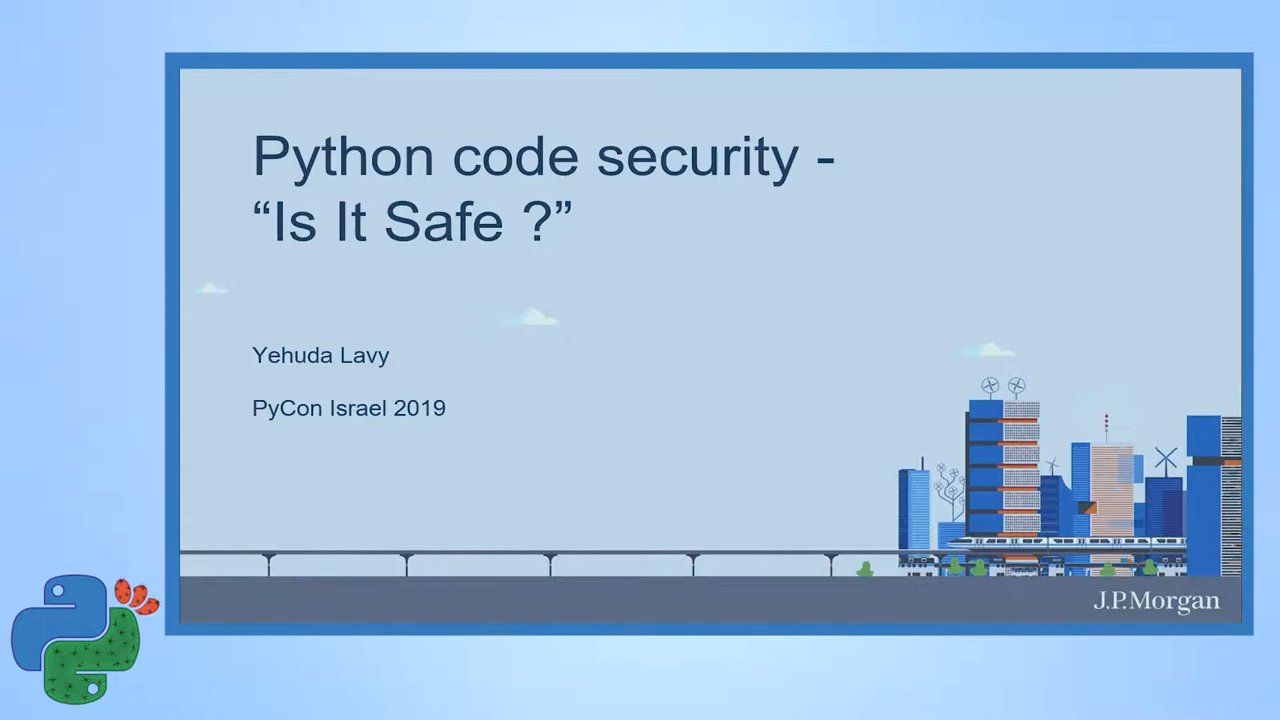 Python code security -
“Is It Safe ?”
Yehuda Lavy
PyCon Israel 2019
J.P.Morgan